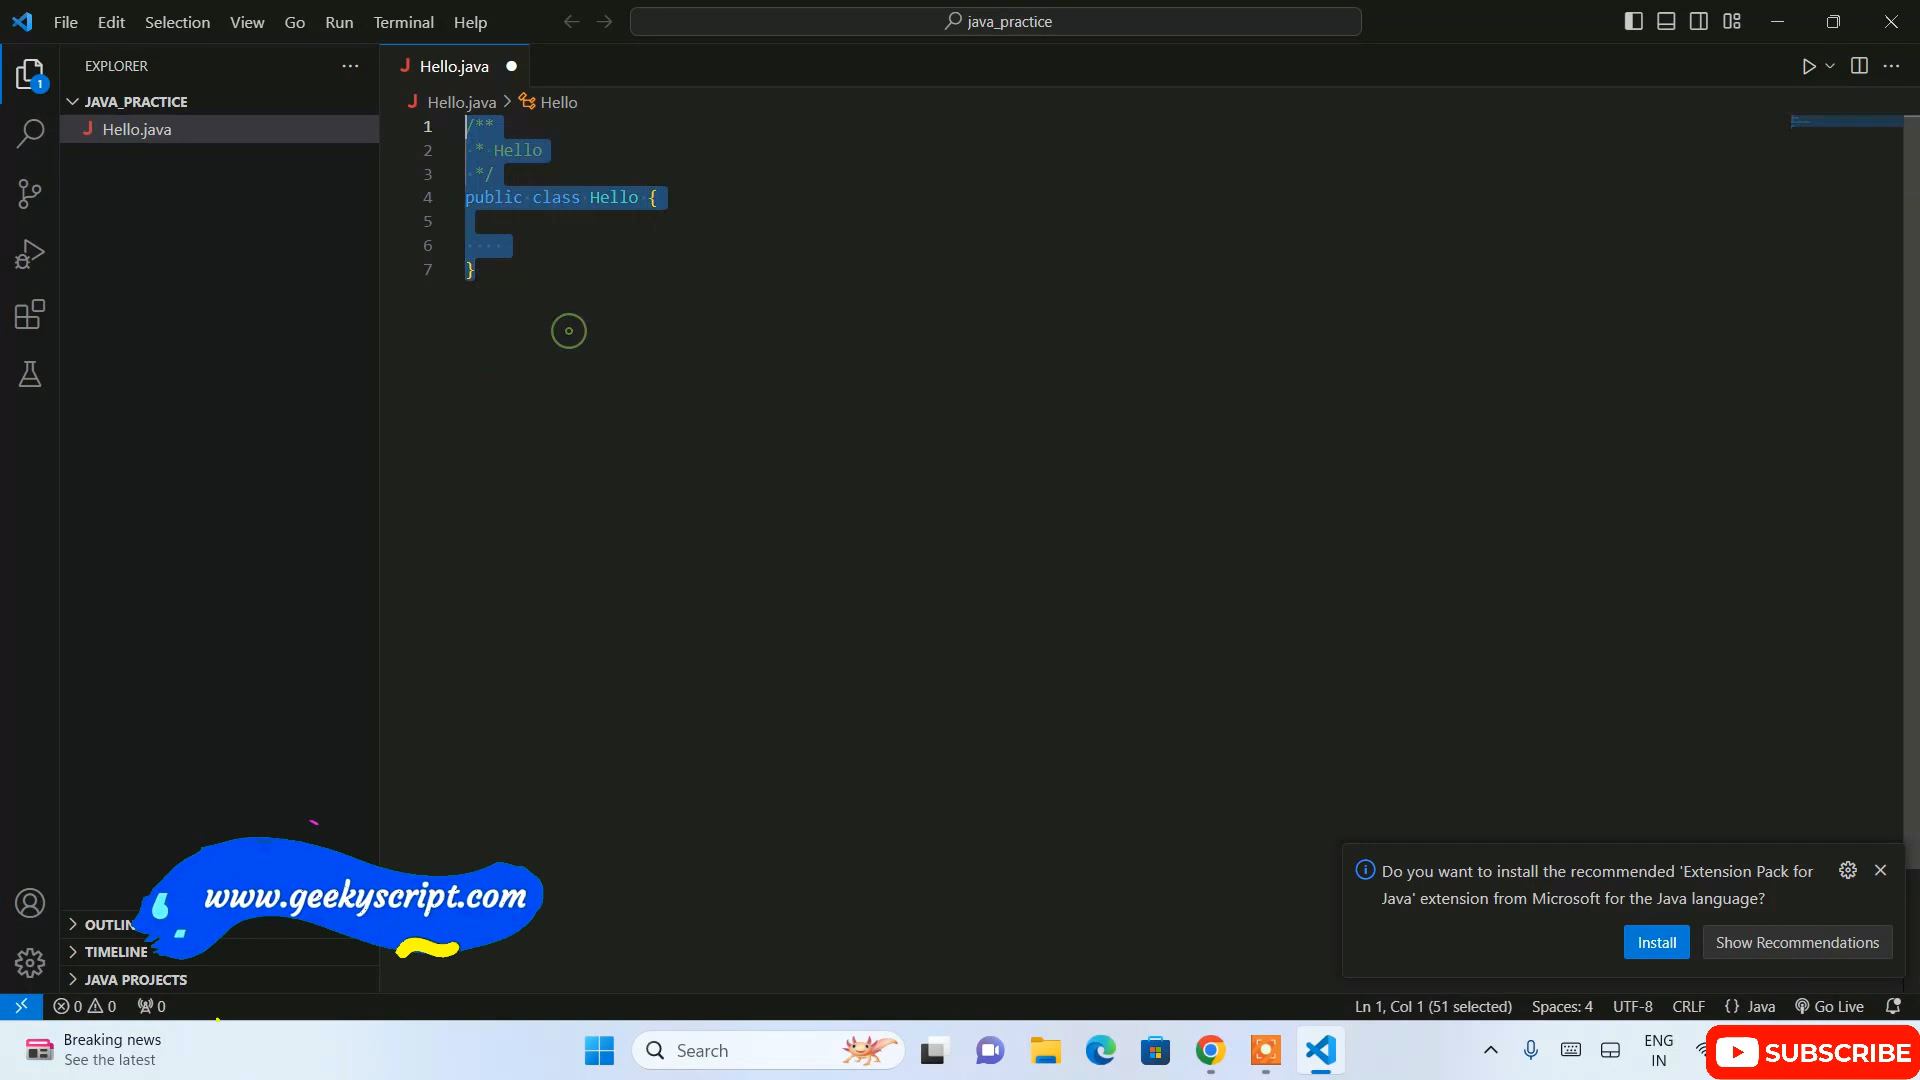 File Edit Selection View Go Run Terminal Help
java_practice
EXPLORER
JAVA_PRACTICE
Hello.java
Hello.java
Hello.java > Hello
1 /**
2 * Hello
3 */
4 public class Hello {
5
6
7 }
1
www.geekyscript.com
OUTLIN
TIMELINE
JAVA PROJECTS
Do you want to install the recommended 'Extension Pack for
Java' extension from Microsoft for the Java language?
Install Show Recommendations
0 0 0
Ln 1, Col 1 (51 selected) Spaces: 4 UTF-8 CRLF {} Java Go Live
Breaking news
See the latest
Search
ENG
IN
SUBSCRIBE